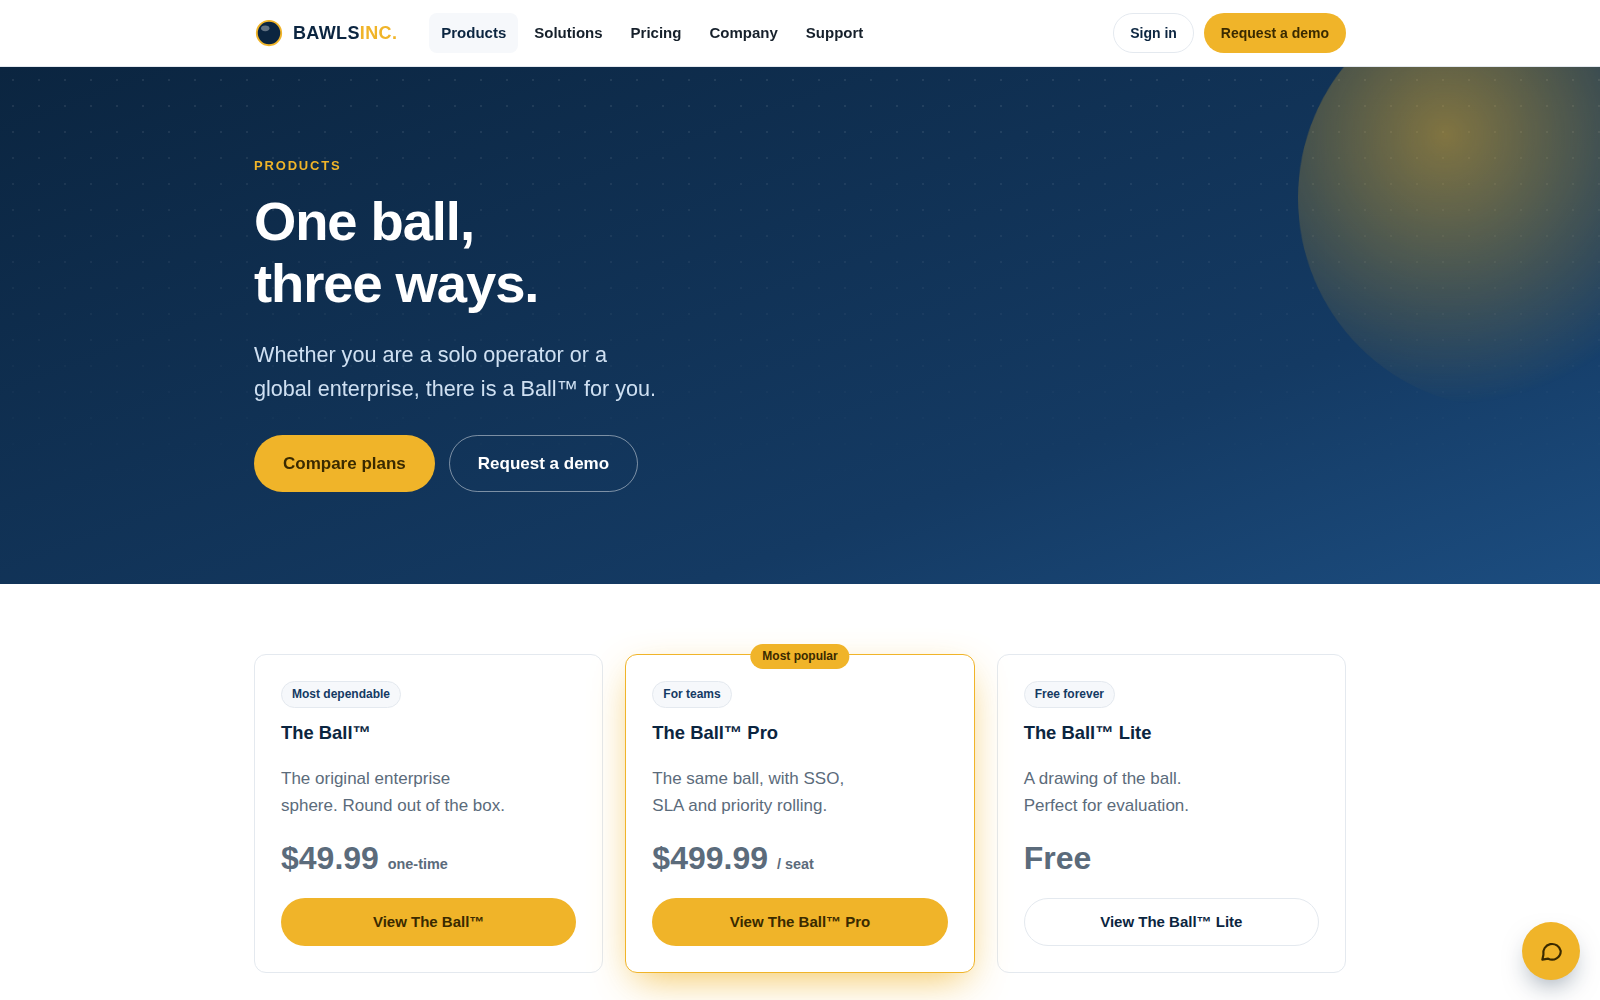 BAWLSINC.
Products
Solutions
Pricing
Company
Support
Sign in
Request a demo
PRODUCTS
One ball,
three ways.
Whether you are a solo operator or a
global enterprise, there is a Ball™ for you.
Compare plans
Request a demo
Most dependable
The Ball™
The original enterprise
sphere. Round out of the box.
$49.99 one-time
View The Ball™
Most popular
For teams
The Ball™ Pro
The same ball, with SSO,
SLA and priority rolling.
$499.99 / seat
View The Ball™ Pro
Free forever
The Ball™ Lite
A drawing of the ball.
Perfect for evaluation.
Free
View The Ball™ Lite